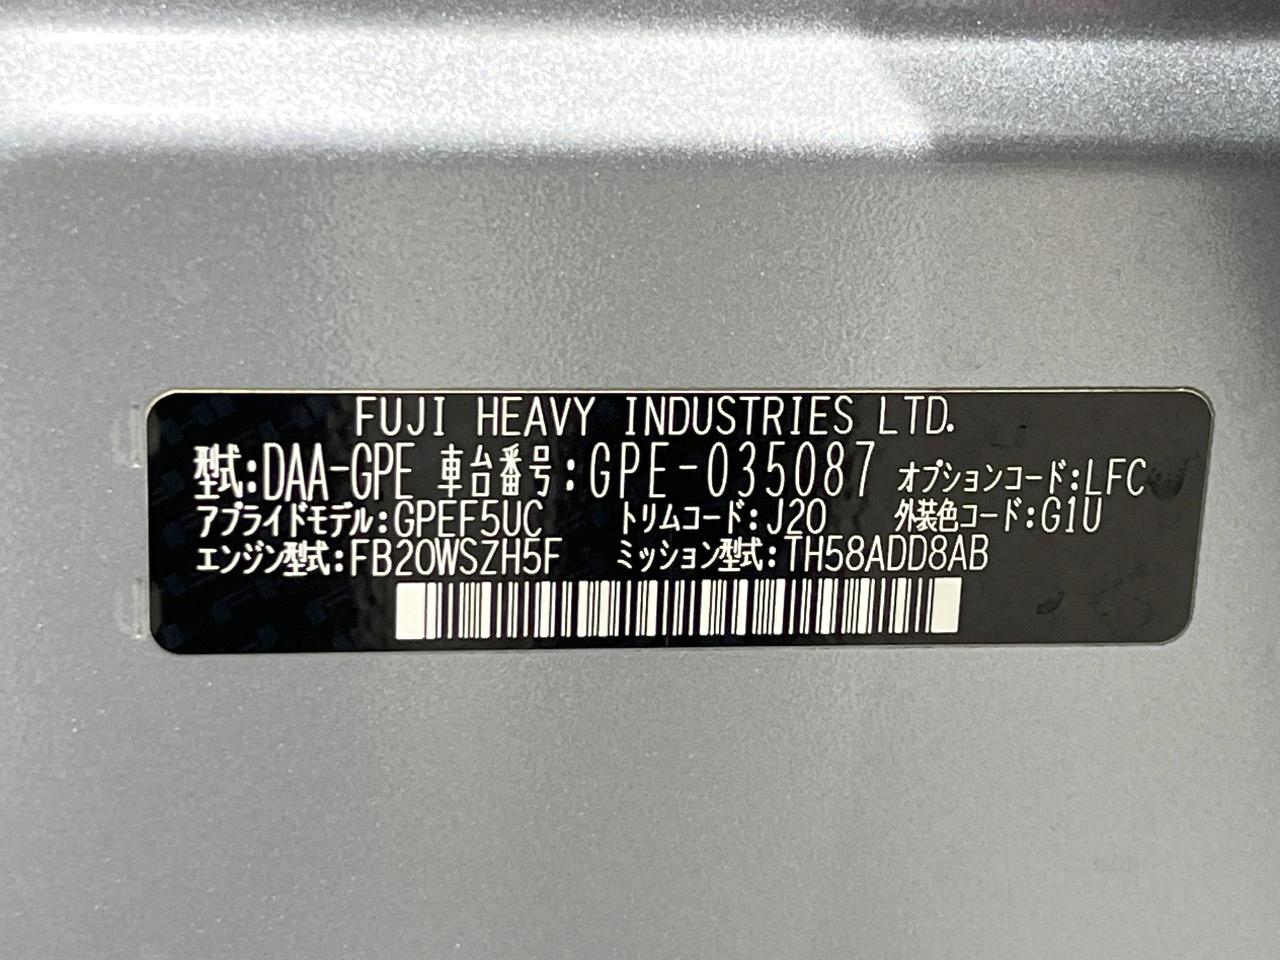 FUJI HEAVY INDUSTRIES LTD.
型式:DAA-GPE 車台番号:GPE-035087 オプションコード:LFC
アプライドモデル:GPEF5UC トリムコード:J20 外装色コード:G1U
エンジン型式:FB20WSZH5F ミッション型式:TH58ADD8AB